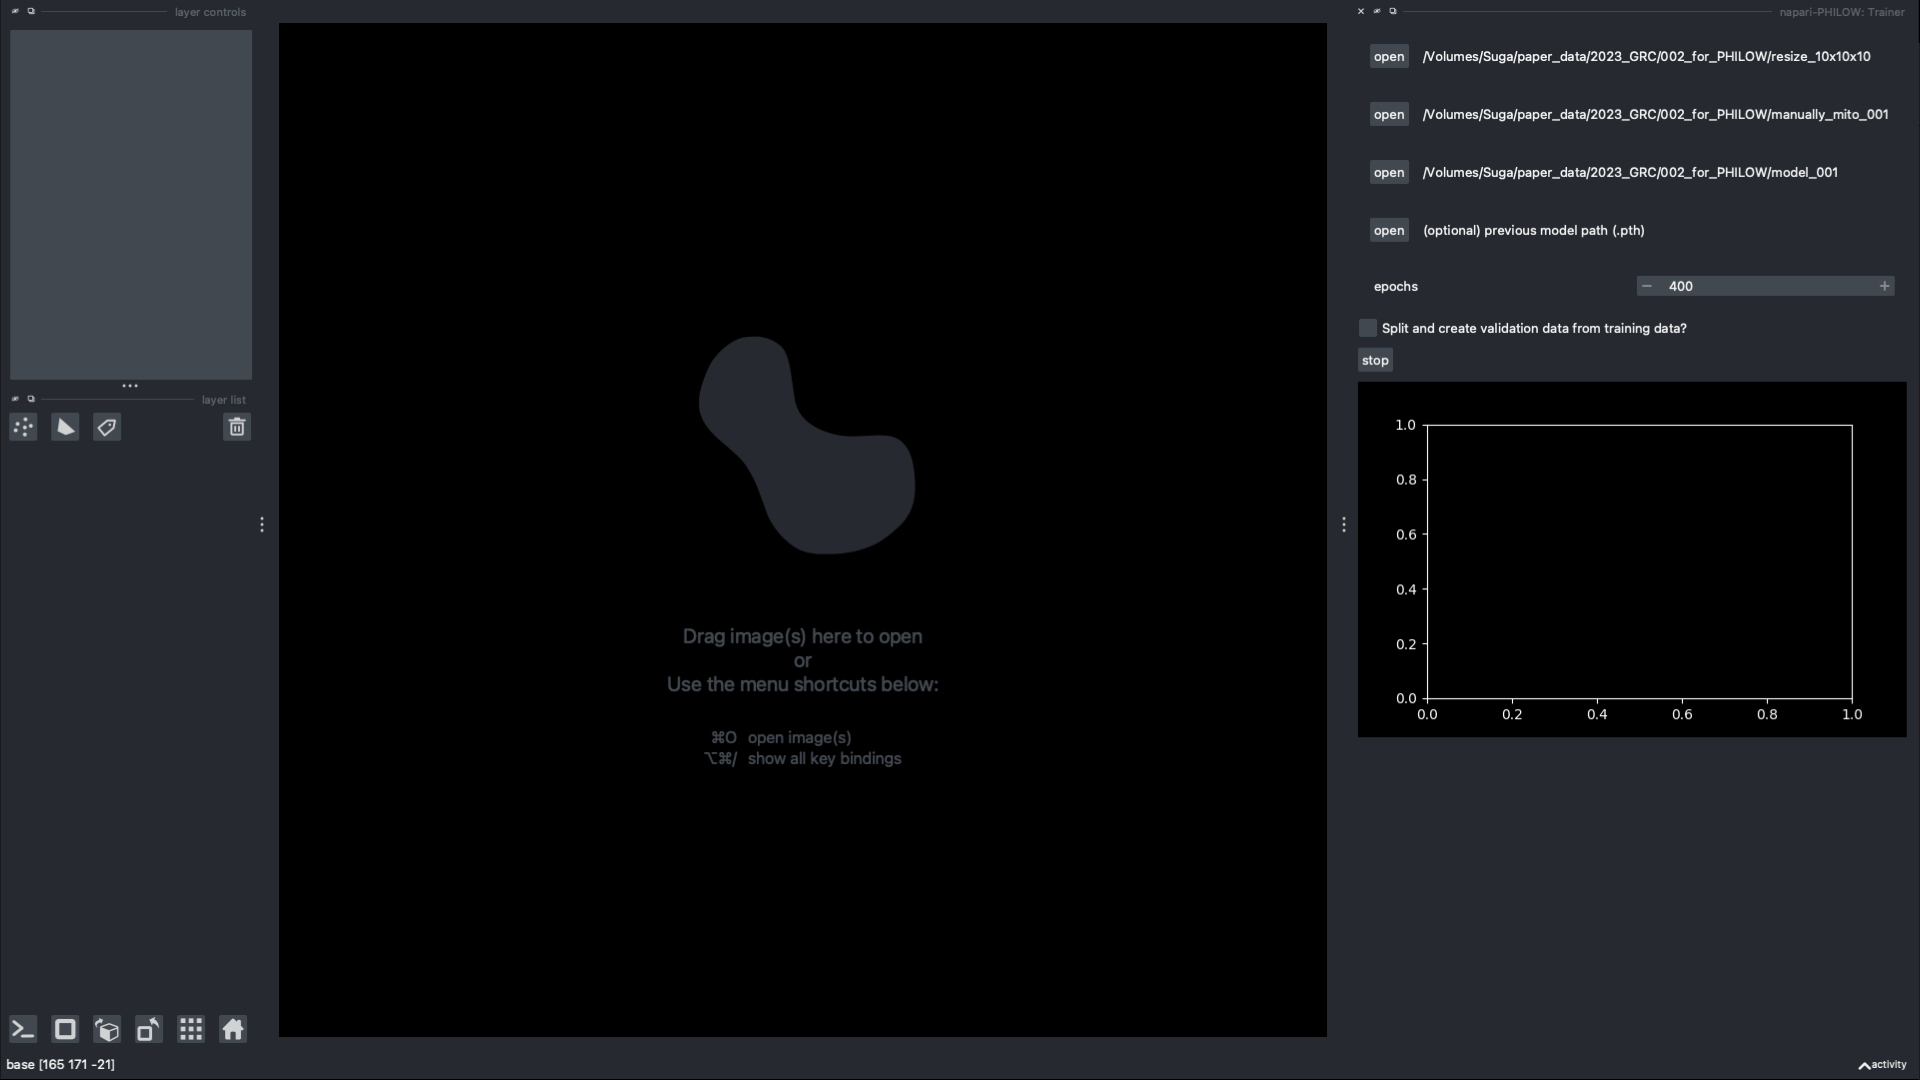 layer controls
layer list
Drag image(s) here to open
or
Use the menu shortcuts below:
⌘O open image(s)
⌥⌘/ show all key bindings
napari-PHILOW: Trainer
open /Volumes/Suga/paper_data/2023_GRC/002_for_PHILOW/resize_10x10x10
open /Volumes/Suga/paper_data/2023_GRC/002_for_PHILOW/manually_mito_001
open /Volumes/Suga/paper_data/2023_GRC/002_for_PHILOW/model_001
open (optional) previous model path (.pth)
epochs − 400 +
Split and create validation data from training data?
stop
1.0
0.8
0.6
0.4
0.2
0.0
0.0 0.2 0.4 0.6 0.8 1.0
base [165 171 -21]
activity